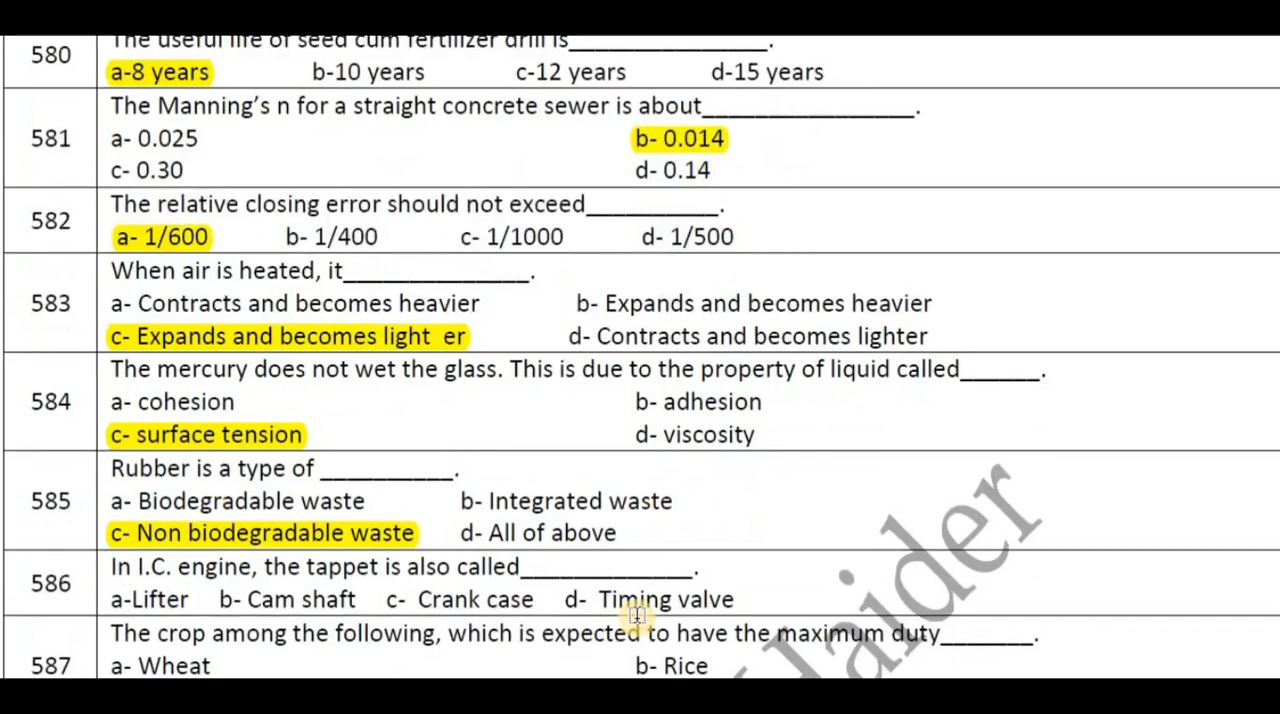 580
The useful life of seed cum fertilizer drill is_________________.
a-8 years b-10 years c-12 years d-15 years
581
The Manning’s n for a straight concrete sewer is about___________________.
a- 0.025 b- 0.014
c- 0.30 d- 0.14
582
The relative closing error should not exceed____________.
a- 1/600 b- 1/400 c- 1/1000 d- 1/500
583
When air is heated, it________________.
a- Contracts and becomes heavier b- Expands and becomes heavier
c- Expands and becomes light er d- Contracts and becomes lighter
584
The mercury does not wet the glass. This is due to the property of liquid called_______.
a- cohesion b- adhesion
c- surface tension d- viscosity
585
Rubber is a type of ____________.
a- Biodegradable waste b- Integrated waste
c- Non biodegradable waste d- All of above
586
In I.C. engine, the tappet is also called_______________.
a-Lifter b- Cam shaft c- Crank case d- Timing valve
587
The crop among the following, which is expected to have the maximum duty________.
a- Wheat b- Rice
Haider